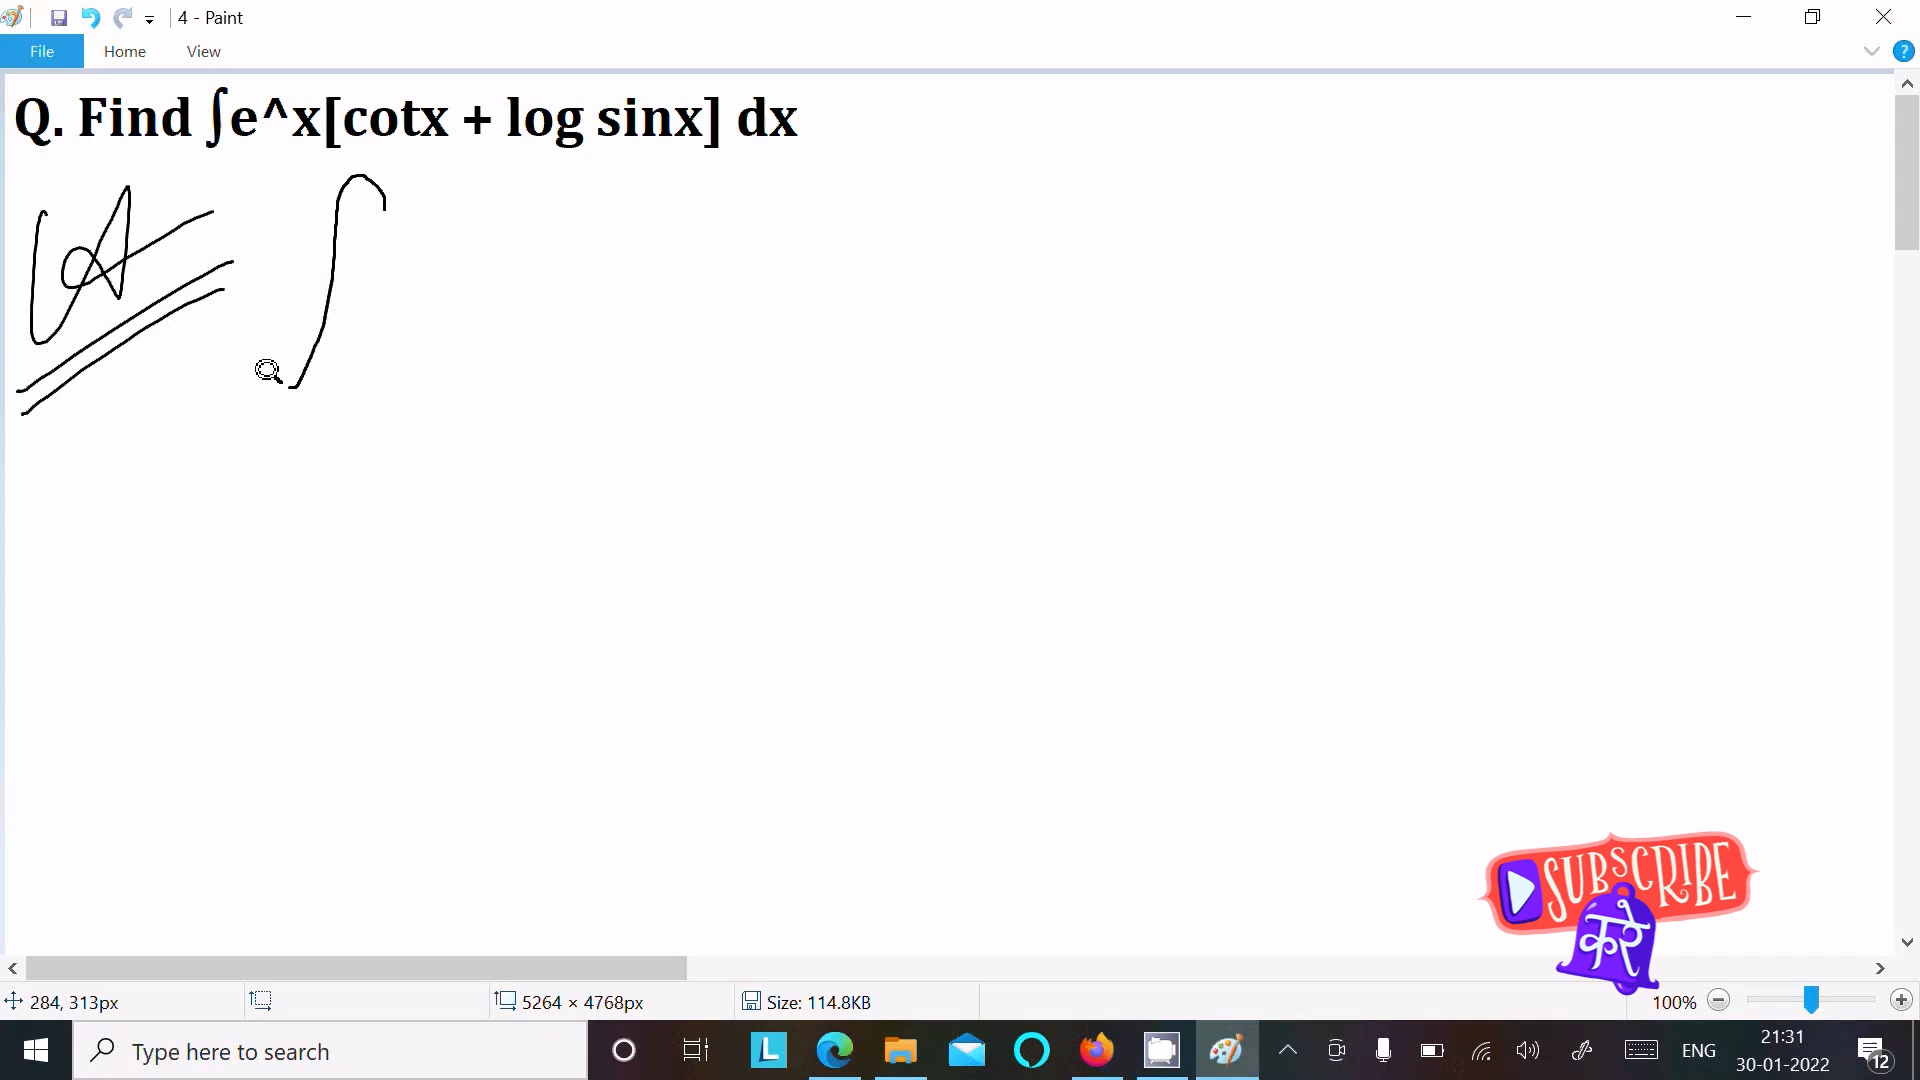 4 - Paint
File Home View
Q. Find ∫e^x[cotx + log sinx] dx
∫
SUBSCRIBE
करे
284, 313px 5264 × 4768px Size: 114.8KB 100%
Type here to search
L
ENG
21:31
30-01-2022
12